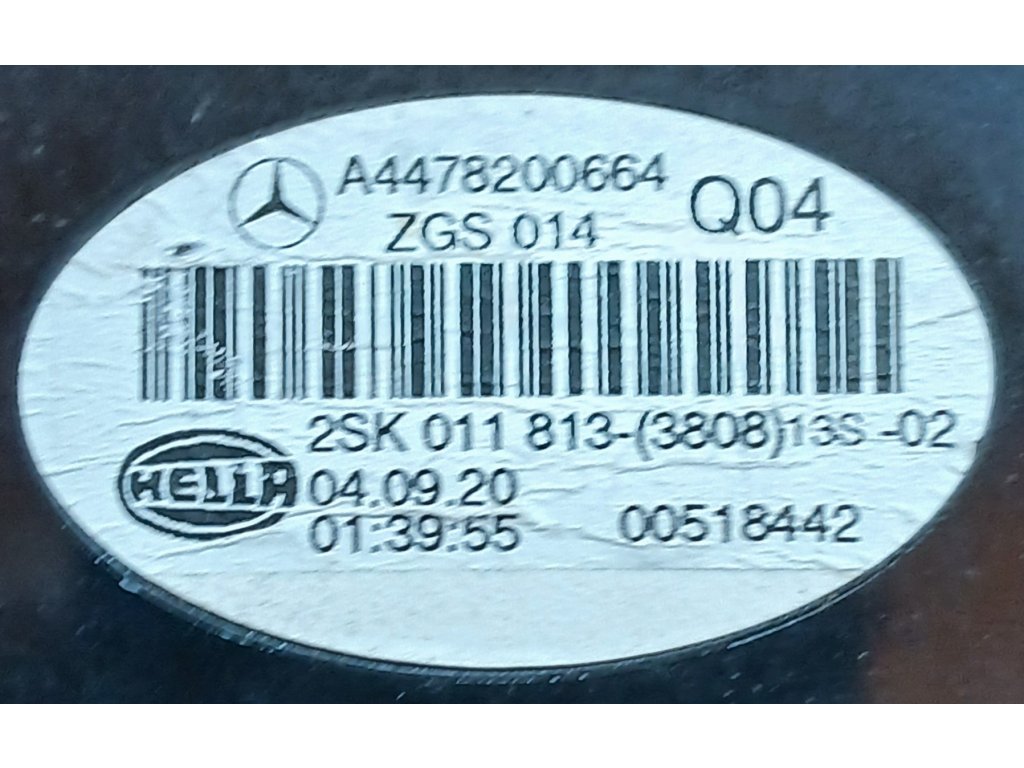 A4478200664
ZGS 014
Q04
2SK 011 813-(3808)13S -02
HELLA
04.09.20
01:39:55
00518442